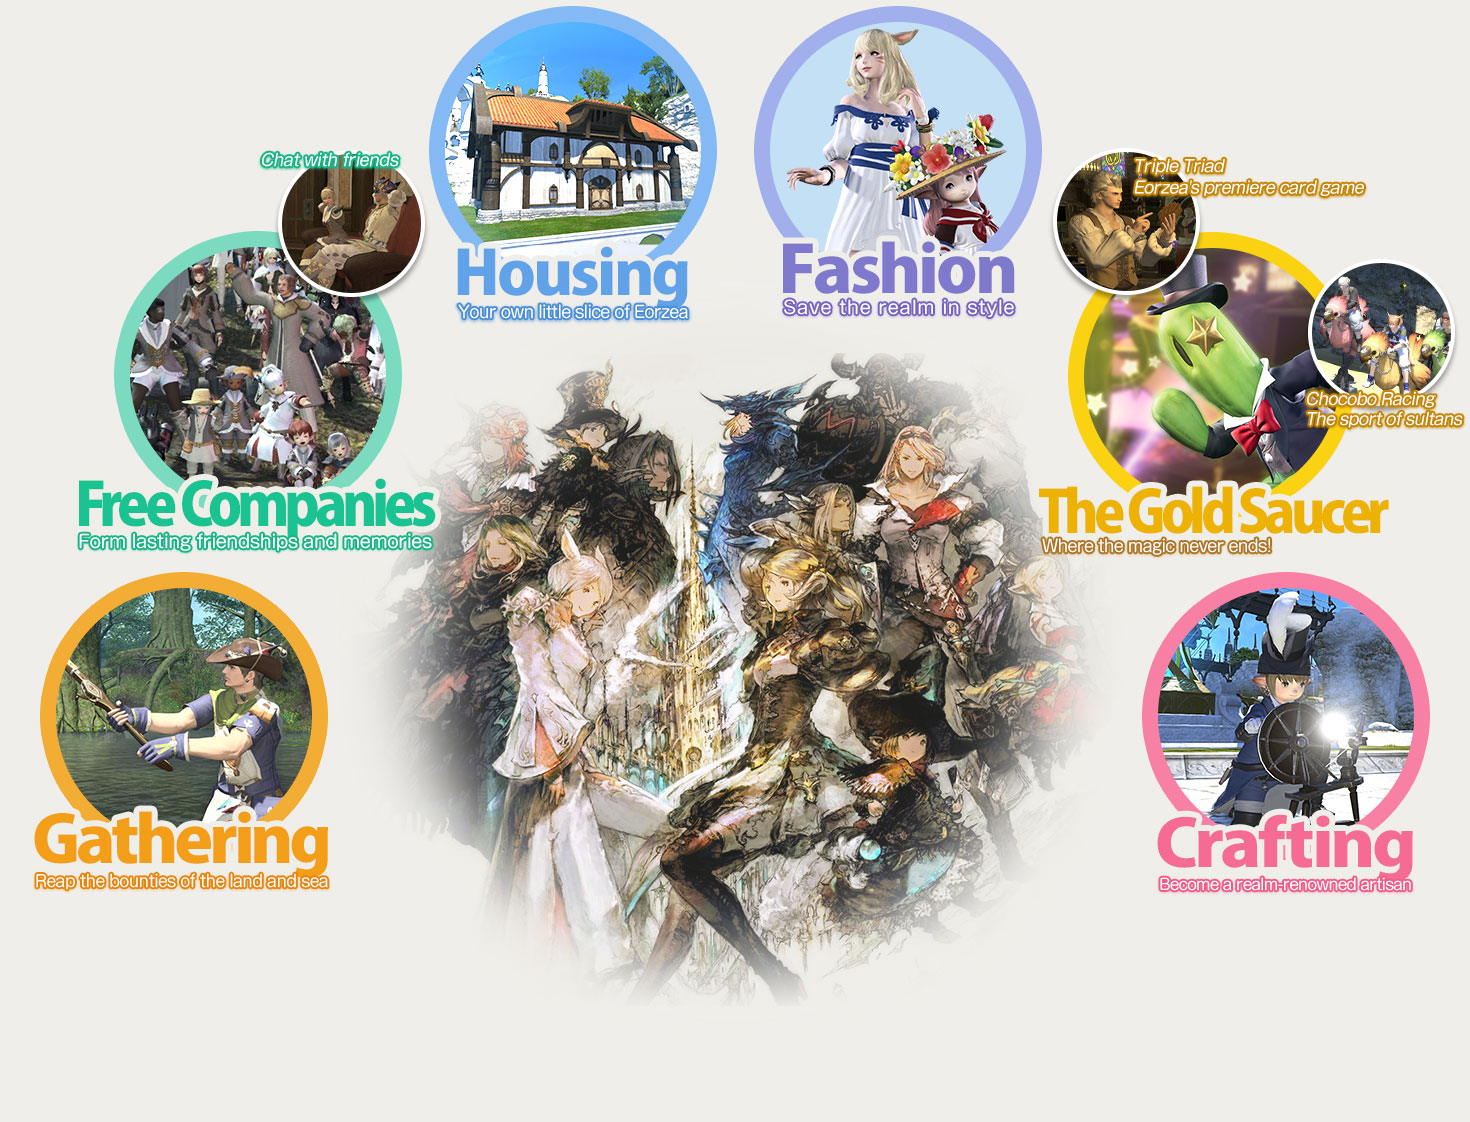 Housing
Your own little slice of Eorzea
Fashion
Save the realm in style
Chat with friends
Free Companies
Form lasting friendships and memories
Triple Triad
Eorzea's premiere card game
Chocobo Racing
The sport of sultans
The Gold Saucer
Where the magic never ends!
Gathering
Reap the bounties of the land and sea
Crafting
Become a realm-renowned artisan